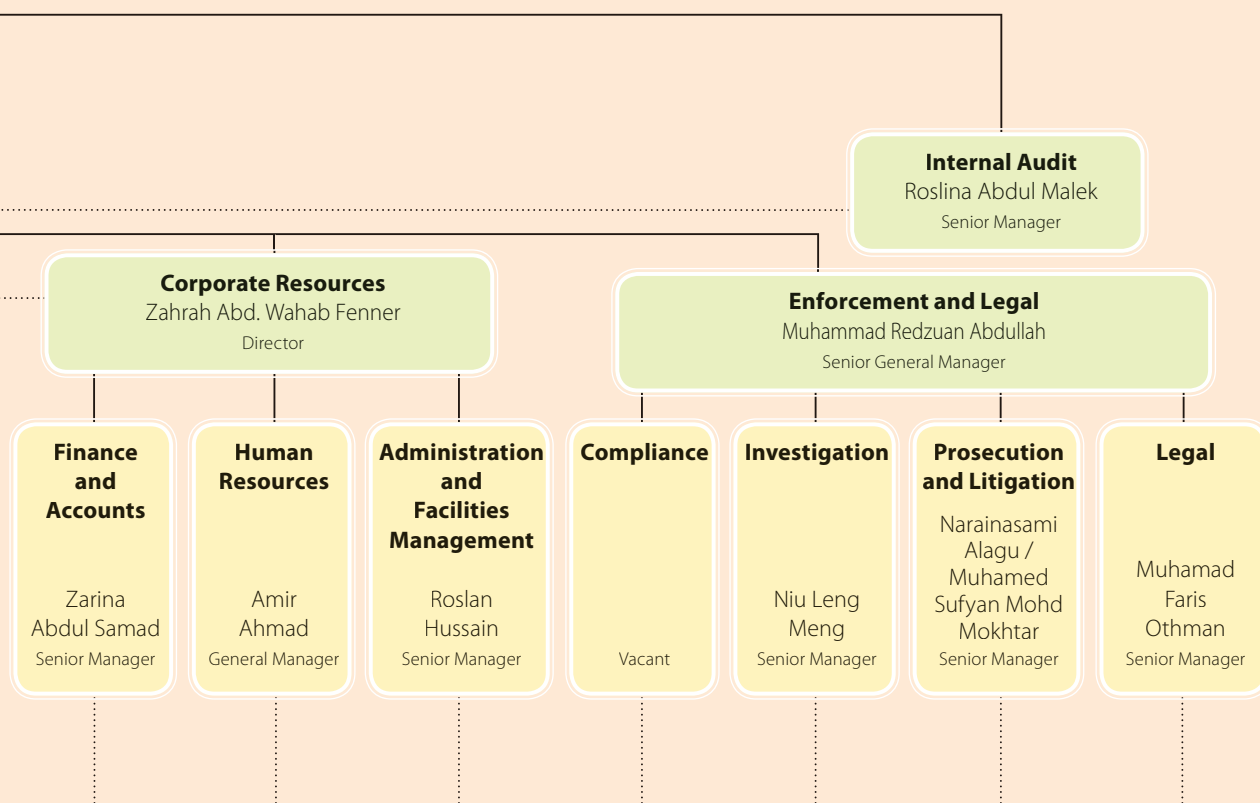 Internal Audit
Roslina Abdul Malek
Senior Manager
Corporate Resources
Zahrah Abd. Wahab Fenner
Director
Enforcement and Legal
Muhammad Redzuan Abdullah
Senior General Manager
Finance
and
Accounts
Zarina
Abdul Samad
Senior Manager
Human
Resources
Amir
Ahmad
General Manager
Administration
and
Facilities
Management
Roslan
Hussain
Senior Manager
Compliance
Vacant
Investigation
Niu Leng
Meng
Senior Manager
Prosecution
and Litigation
Narainasami
Alagu /
Muhamed
Sufyan Mohd
Mokhtar
Senior Manager
Legal
Muhamad
Faris
Othman
Senior Manager